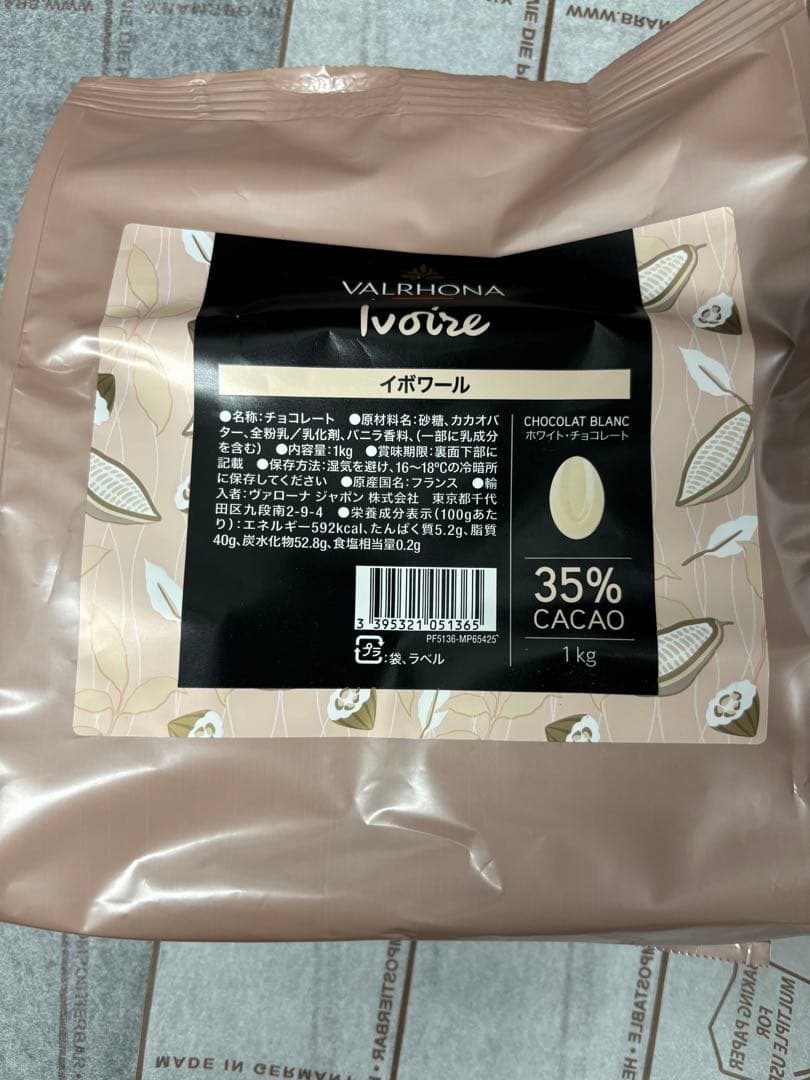 VALRHONA
Ivoire
イボワール
●名称:チョコレート ●原材料名:砂糖、カカオバ
ター、全粉乳/乳化剤、バニラ香料、(一部に乳成分
を含む) ●内容量:1kg ●賞味期限:裏面下部に
記載 ●保存方法:湿気を避け、16〜18℃の冷暗所
に保存してください ●原産国名:フランス ●輸
入者:ヴァローナ ジャポン 株式会社 東京都千代
田区九段南2-9-4 ●栄養成分表示(100gあた
り):エネルギー592kcal、たんぱく質5.2g、脂質
40g、炭水化物52.8g、食塩相当量0.2g
3 395321 051365
PF5136-MP65425
プラ
:袋、ラベル
CHOCOLAT BLANC
ホワイト・チョコレート
35%
CACAO
1 kg
MADE IN GERMAN
MULTIPLE US
FOR
BAKING PAPER